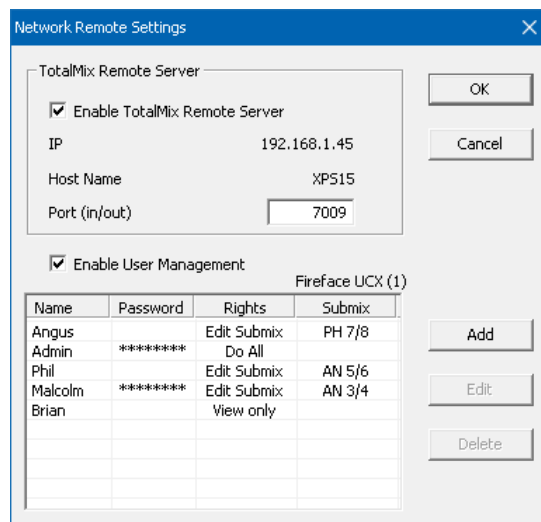 Network Remote Settings
TotalMix Remote Server
OK
Enable TotalMix Remote Server
IP 192.168.1.45
Cancel
Host Name XPS15
Port (in/out) 7009
Enable User Management
Fireface UCX (1)
Name Password Rights Submix
Angus Edit Submix PH 7/8
Add
Admin ******** Do All
Phil Edit Submix AN 5/6
Malcolm ******** Edit Submix AN 3/4
Edit
Brian View only
Delete